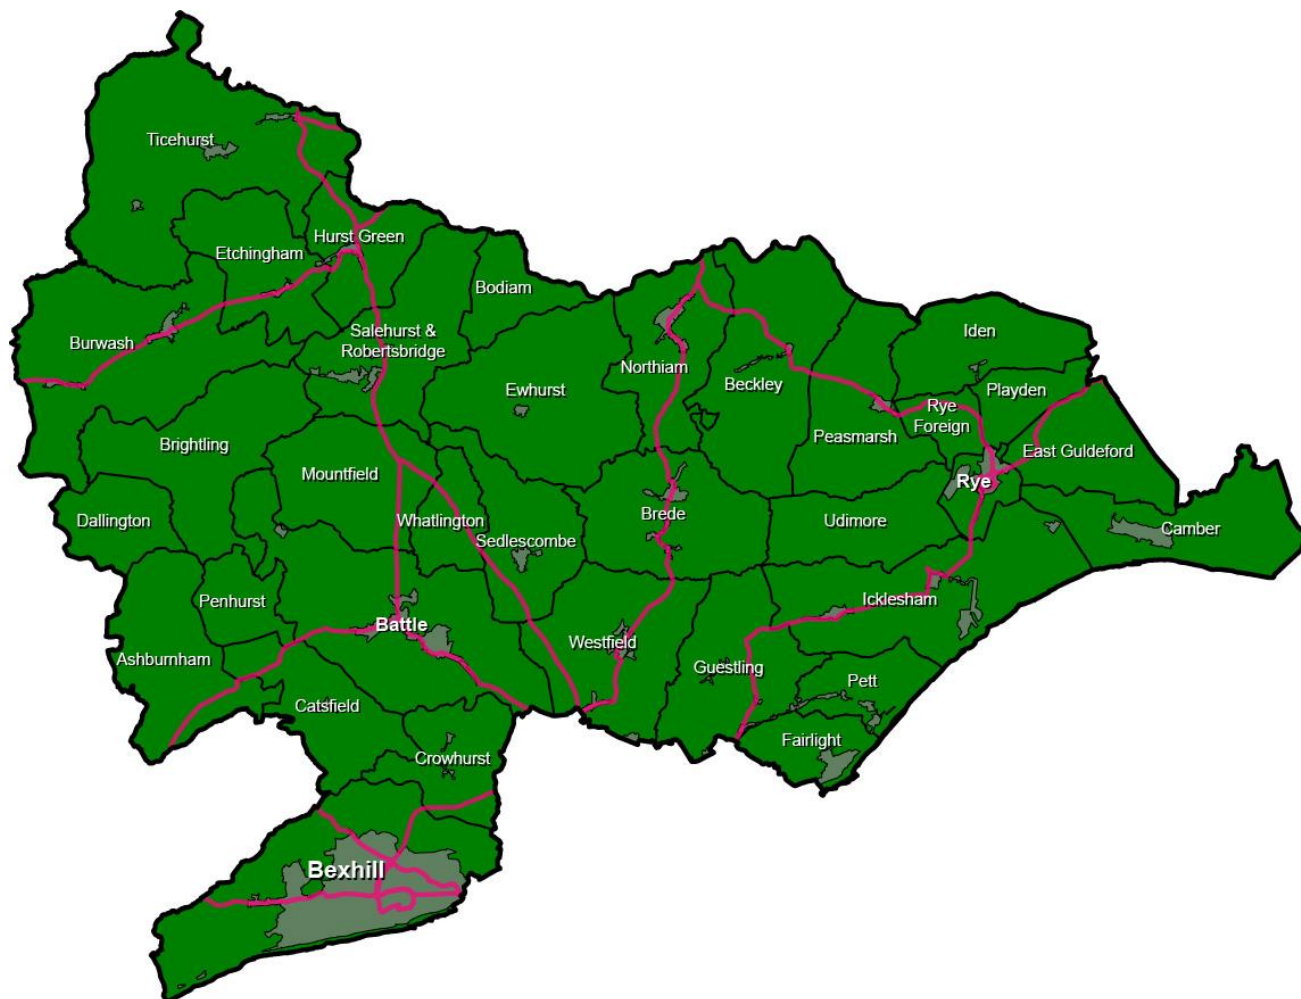 Ticehurst
Hurst Green
Etchingham
Bodiam
Salehurst &
Robertsbridge
Burwash
Iden
Northiam
Beckley
Ewhurst
Playden
Rye
Foreign
Peasmarsh
Brightling
East Guldeford
Mountfield
Rye
Brede
Dallington
Whatlington
Udimore
Camber
Sedlescombe
Penhurst
Icklesham
Battle
Westfield
Ashburnham
Guestling
Pett
Catsfield
Fairlight
Crowhurst
Bexhill